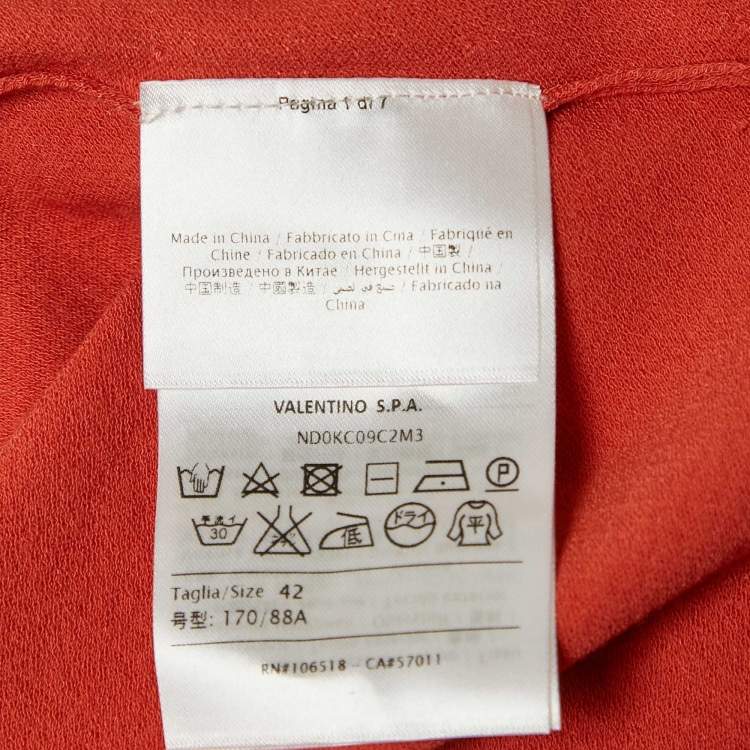 Pagina 1 di 7
Made in China / Fabbricato in Cina / Fabriqué en
Chine / Fabricado en China / 中国製 /
Произведено в Китае / Hergestellt in China /
中国制造 / 中國製造 / صنع في الصين / Fabricado na
China
VALENTINO S.P.A.
ND0KC09C2M3
P
手洗イ 30 低 ドライ 平
Taglia/Size 42
号型: 170/88A
RN#106518 - CA#57011